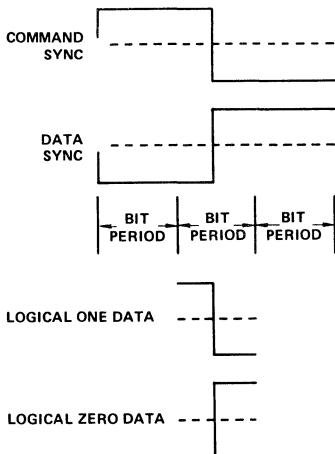 COMMAND
SYNC
DATA
SYNC
BIT
PERIOD
BIT
PERIOD
BIT
PERIOD
LOGICAL ONE DATA
LOGICAL ZERO DATA